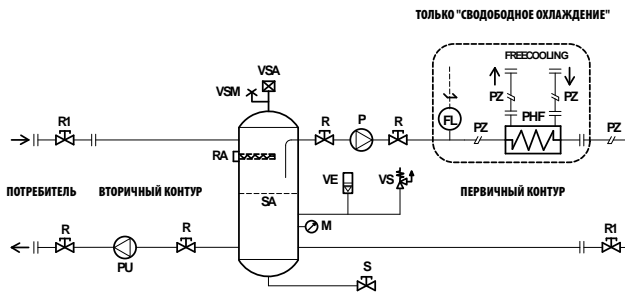 ТОЛЬКО "СВОДОБНОЕ ОХЛАЖДЕНИЕ"
FREECOOLING
VSA
VSM
PZ PZ
R1 R P R FL PZ PHF PZ
RA
VE VS
ПОТРЕБИТЕЛЬ ВТОРИЧНЫЙ КОНТУР ПЕРВИЧНЫЙ КОНТУР
SA
M
R R R1
PU
S